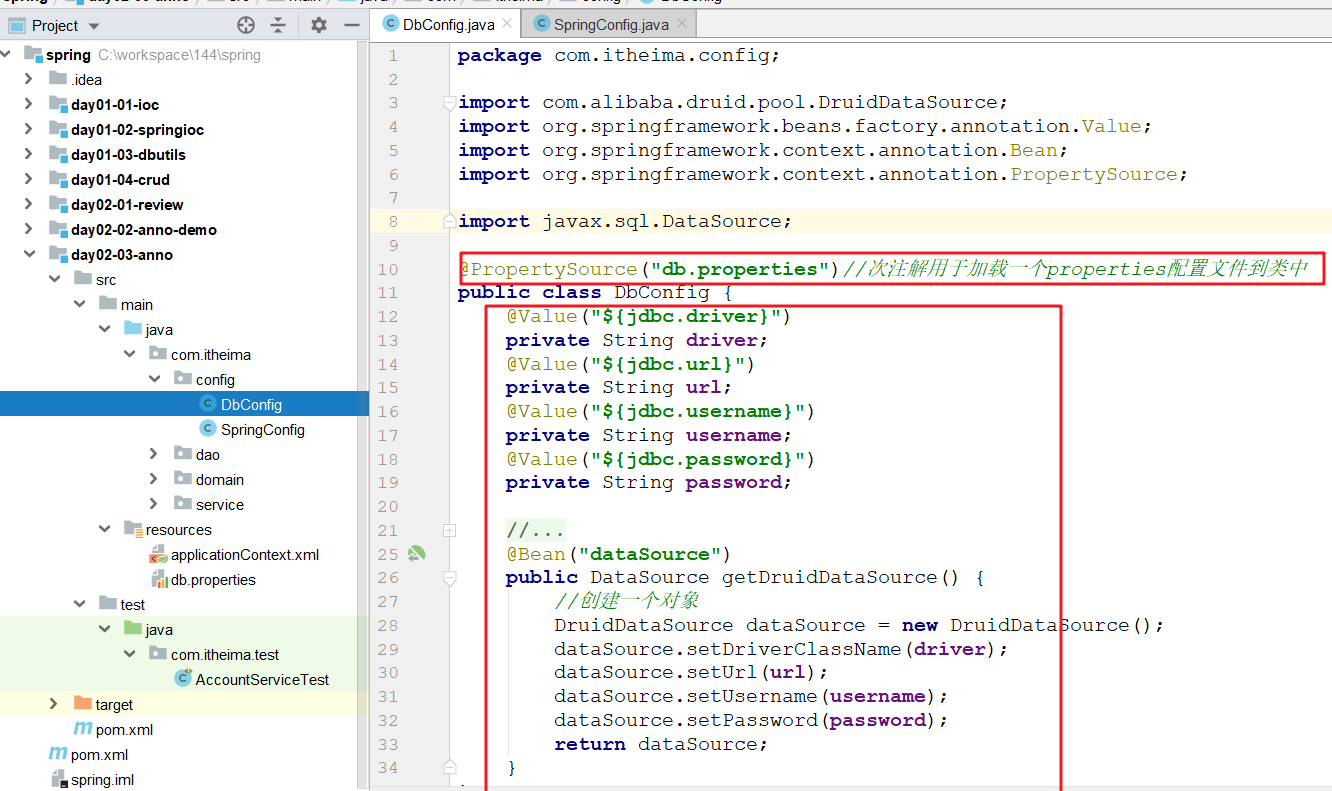 Project
DbConfig.java
SpringConfig.java
spring C:\workspace\144\spring
.idea
day01-01-ioc
day01-02-springioc
day01-03-dbutils
day01-04-crud
day02-01-review
day02-02-anno-demo
day02-03-anno
src
main
java
com.itheima
config
DbConfig
SpringConfig
dao
domain
service
resources
applicationContext.xml
db.properties
test
java
com.itheima.test
AccountServiceTest
target
pom.xml
pom.xml
spring.iml
1 package com.itheima.config;
2
3 import com.alibaba.druid.pool.DruidDataSource;
4 import org.springframework.beans.factory.annotation.Value;
5 import org.springframework.context.annotation.Bean;
6 import org.springframework.context.annotation.PropertySource;
7
8 import javax.sql.DataSource;
9
10 @PropertySource("db.properties")//次注解用于加载一个properties配置文件到类中
11 public class DbConfig {
12 @Value("${jdbc.driver}")
13 private String driver;
14 @Value("${jdbc.url}")
15 private String url;
16 @Value("${jdbc.username}")
17 private String username;
18 @Value("${jdbc.password}")
19 private String password;
20
21 //...
25 @Bean("dataSource")
26 public DataSource getDruidDataSource() {
27 //创建一个对象
28 DruidDataSource dataSource = new DruidDataSource();
29 dataSource.setDriverClassName(driver);
30 dataSource.setUrl(url);
31 dataSource.setUsername(username);
32 dataSource.setPassword(password);
33 return dataSource;
34 }